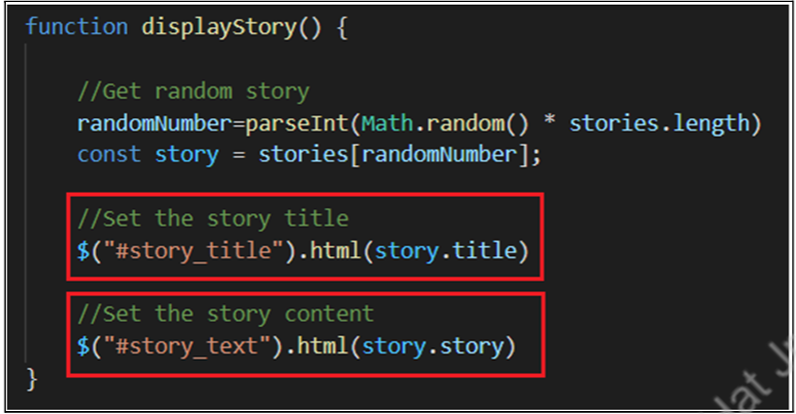 function displayStory() {
//Get random story
randomNumber=parseInt(Math.random() * stories.length)
const story = stories[randomNumber];
//Set the story title
$("#story_title").html(story.title)
//Set the story content
$("#story_text").html(story.story)
}